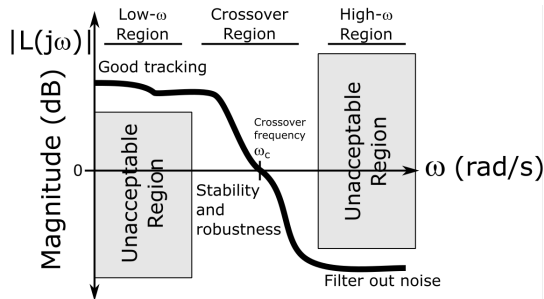 Low-ω
Region
Crossover
Region
High-ω
Region
|L(jω)|
Magnitude (dB)
Good tracking
Unacceptable
Region
0
Crossover
frequency
ω_c
Stability
and
robustness
Unacceptable
Region
ω (rad/s)
Filter out noise